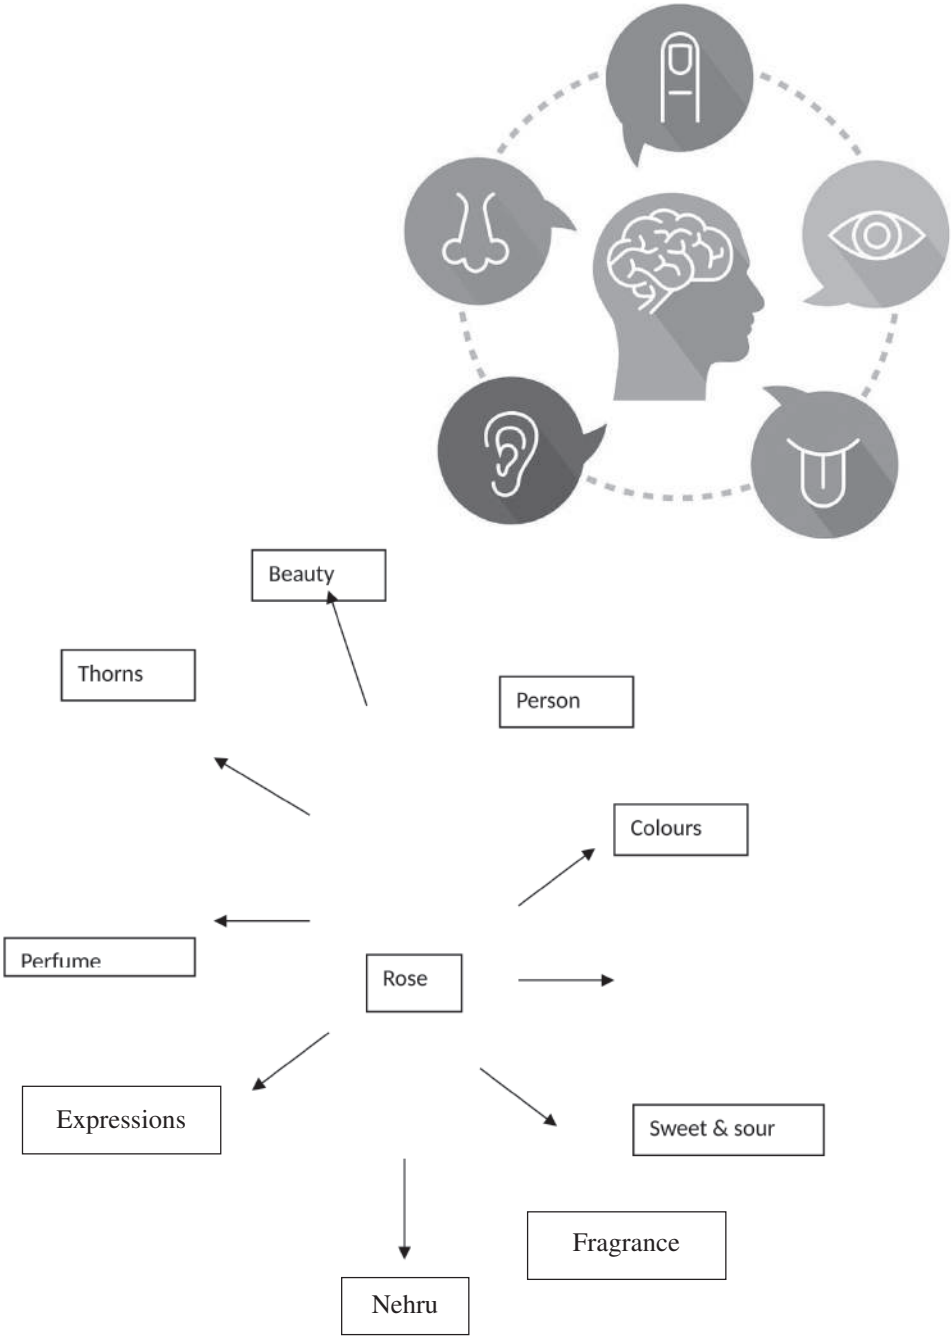 Beauty
Thorns
Person
Colours
Perfume
Rose
Expressions
Sweet & sour
Fragrance
Nehru